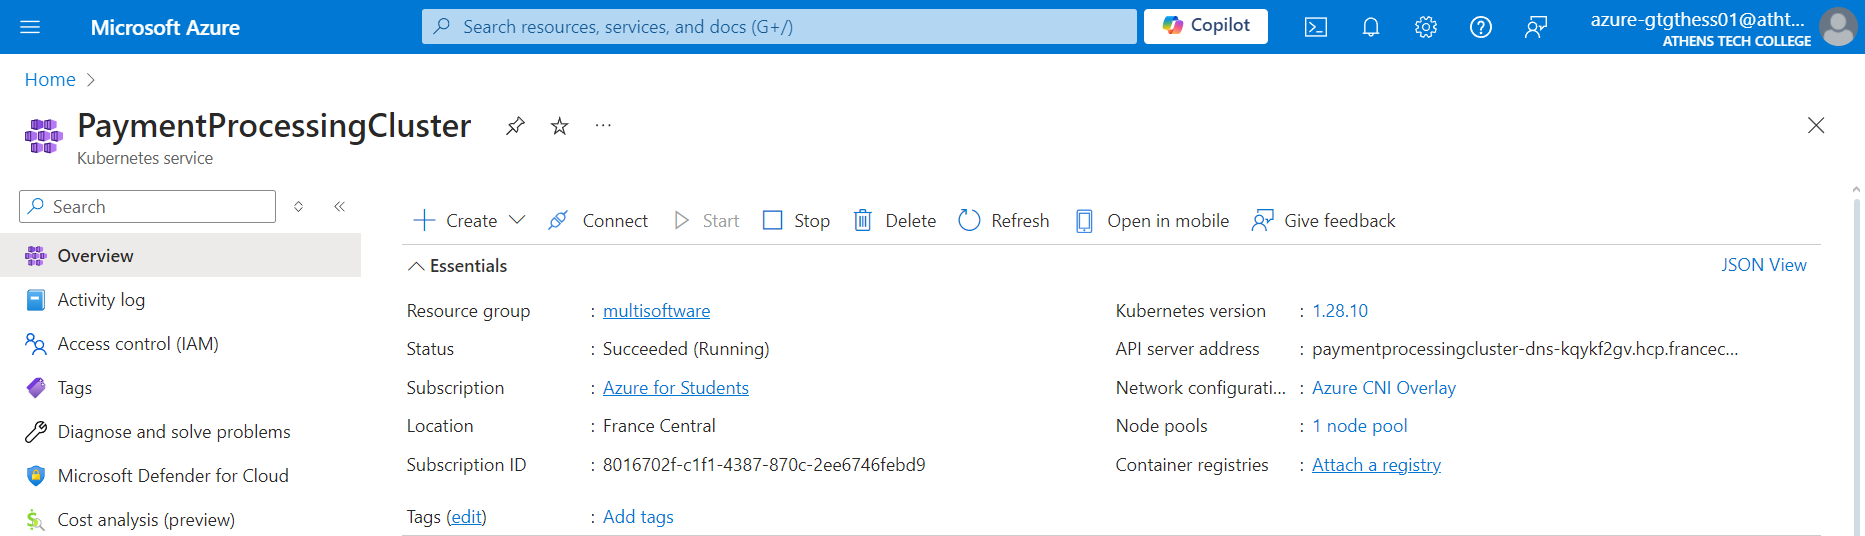 Microsoft Azure
Search resources, services, and docs (G+/)
Copilot
azure-gtgthess01@atht...
ATHENS TECH COLLEGE
Home
PaymentProcessingCluster
Kubernetes service
Search
Overview
Activity log
Access control (IAM)
Tags
Diagnose and solve problems
Microsoft Defender for Cloud
Cost analysis (preview)
Create Connect Start Stop Delete Refresh Open in mobile Give feedback
Essentials
JSON View
Resource group : multisoftware
Status : Succeeded (Running)
Subscription : Azure for Students
Location : France Central
Subscription ID : 8016702f-c1f1-4387-870c-2ee6746febd9
Tags (edit) : Add tags
Kubernetes version : 1.28.10
API server address : paymentprocessingcluster-dns-kqykf2gv.hcp.francec...
Network configurati... : Azure CNI Overlay
Node pools : 1 node pool
Container registries : Attach a registry